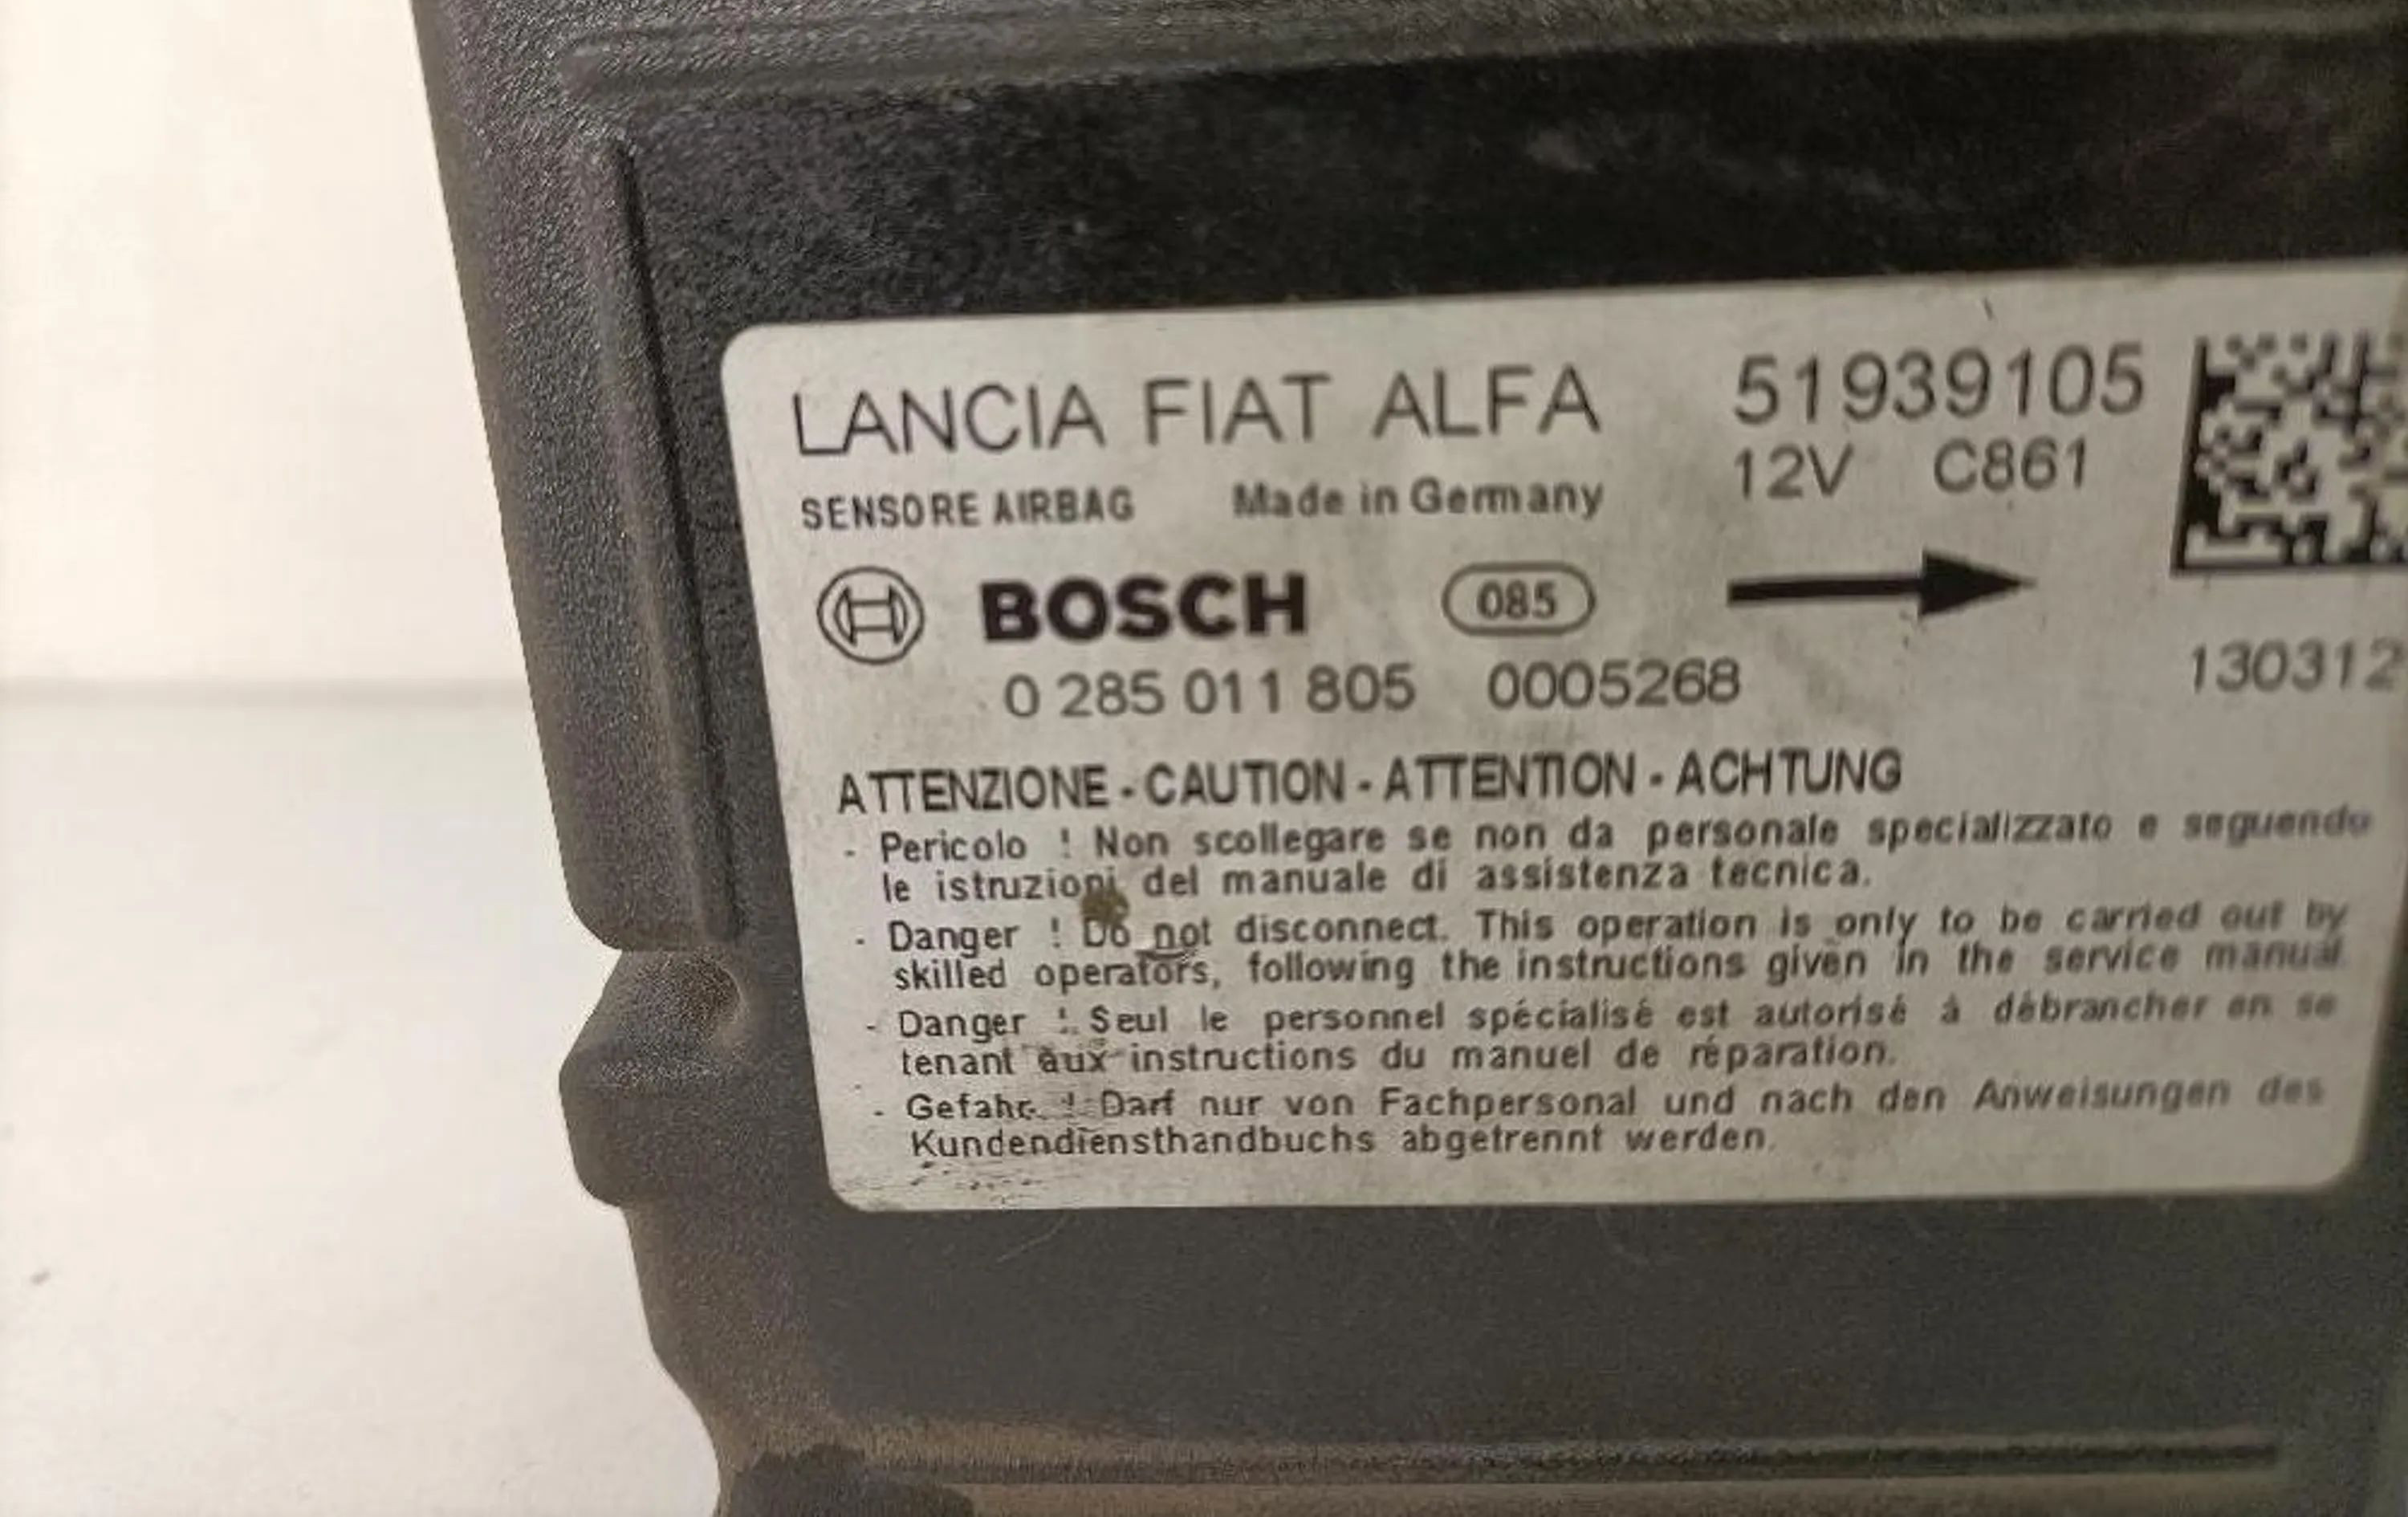 LANCIA FIAT ALFA 51939105
SENSORE AIRBAG Made in Germany 12V C861
BOSCH 085
0 285 011 805 0005268 130312
ATTENZIONE - CAUTION - ATTENTION - ACHTUNG
- Pericolo ! Non scollegare se non da personale specializzato e seguendo
le istruzioni del manuale di assistenza tecnica.
- Danger ! Do not disconnect. This operation is only to be carried out by
skilled operators, following the instructions given in the service manual.
- Danger ! Seul le personnel spécialisé est autorisé à débrancher en se
tenant aux instructions du manuel de réparation.
- Gefahr ! Darf nur von Fachpersonal und nach den Anweisungen des
Kundendiensthandbuchs abgetrennt werden.